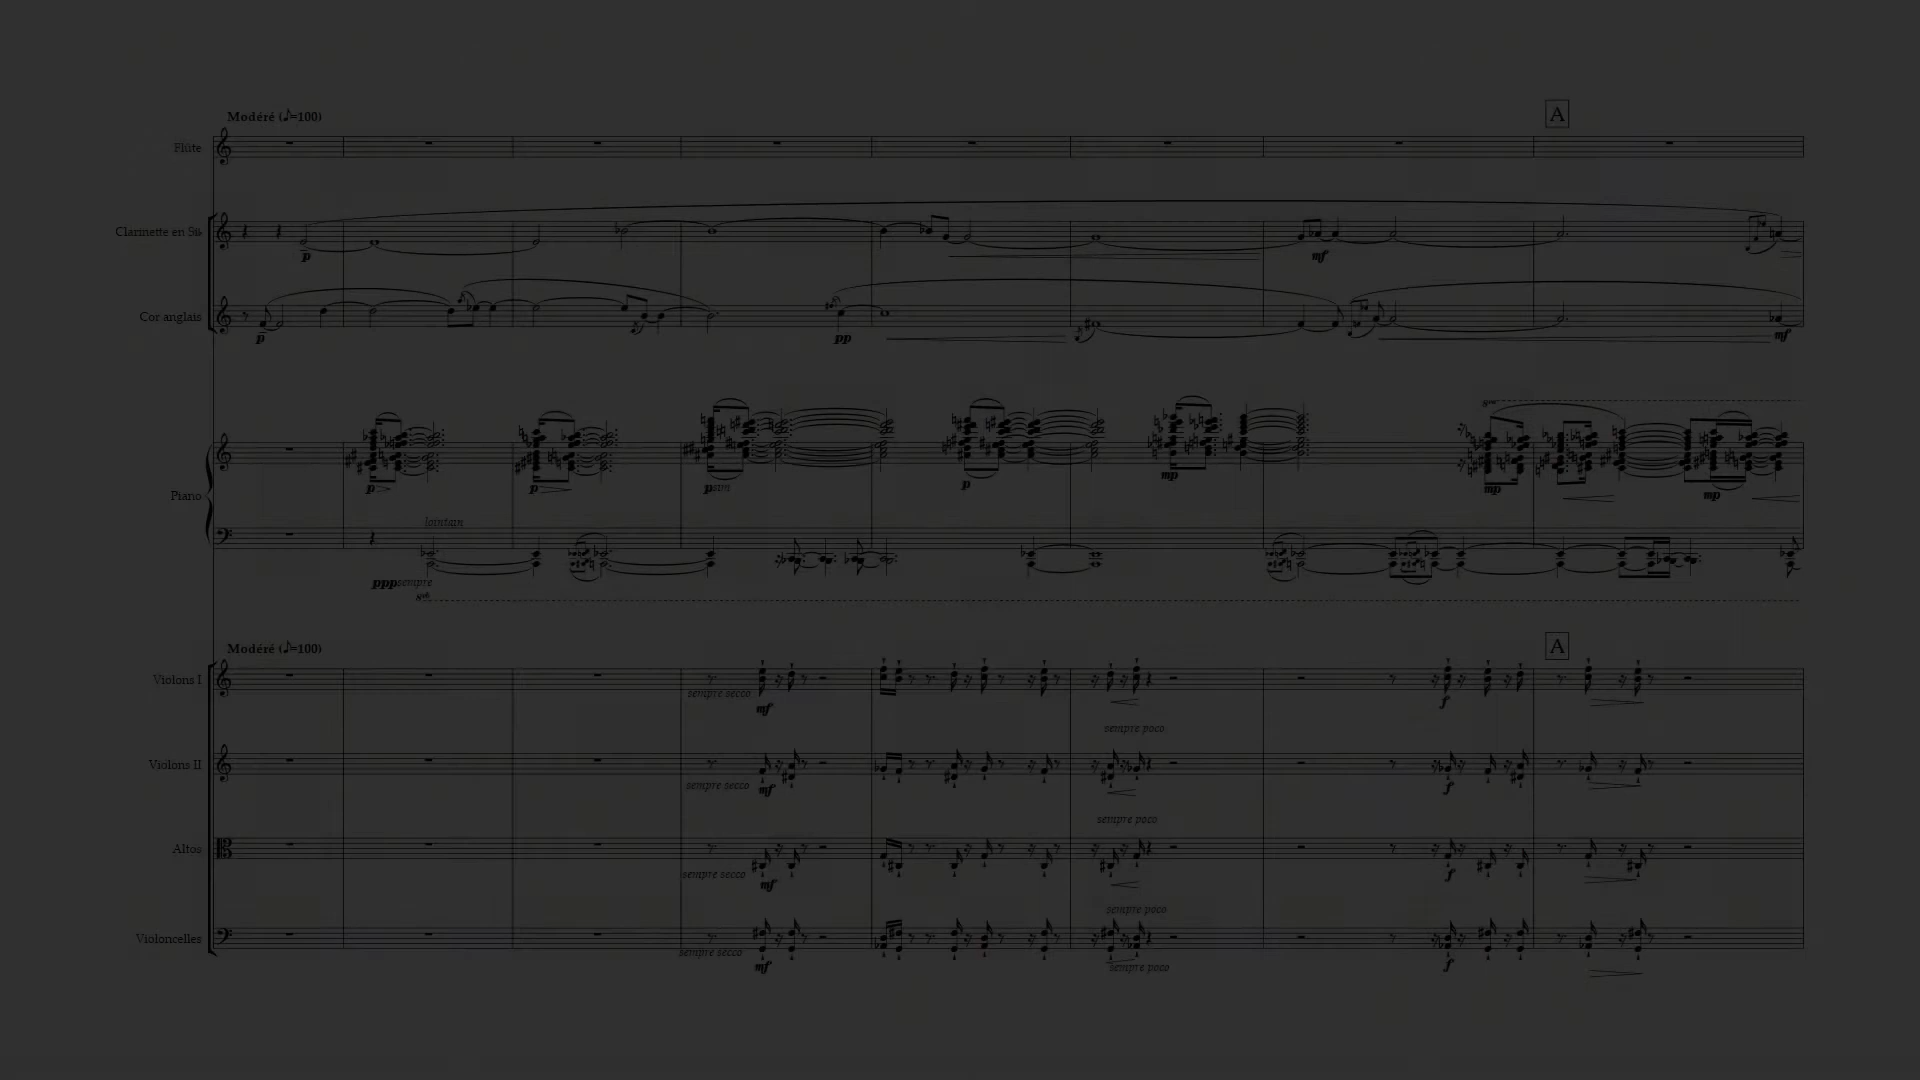 Modéré (♪=100)
A
Flûte
Clarinette en Si♭
p
mf
Cor anglais
p
pp
mf
8va
Piano
p
p
p
p
mp
mp
mp
lointain
ppp sempre
8vb
Modéré (♪=100)
A
Violons I
sempre secco
mf
f
sempre poco
Violons II
sempre secco
mf
f
sempre poco
Altos
sempre secco
mf
f
sempre poco
Violoncelles
sempre secco
mf
f
sempre poco